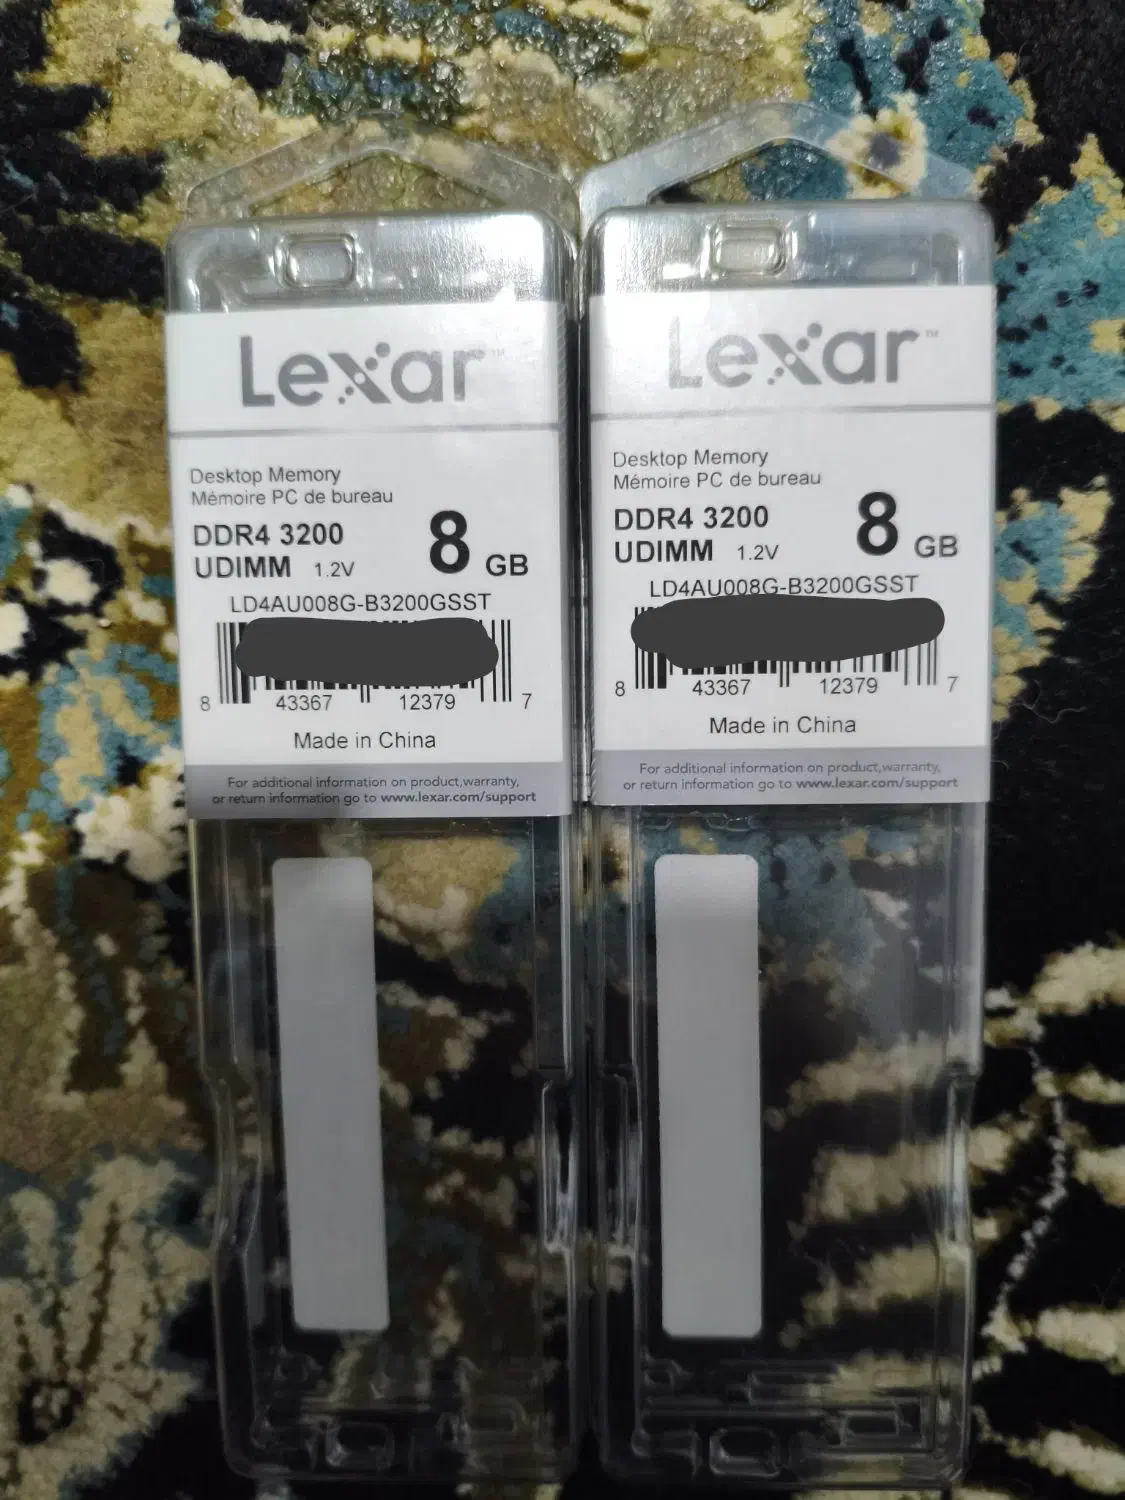 Lexar™
Desktop Memory
Mémoire PC de bureau
DDR4 3200
UDIMM 1.2V
8 GB
LD4AU008G-B3200GSST
8 43367 12379 7
Made in China
For additional information on product,warranty,
or return information go to www.lexar.com/support
Lexar™
Desktop Memory
Mémoire PC de bureau
DDR4 3200
UDIMM 1.2V
8 GB
LD4AU008G-B3200GSST
8 43367 12379 7
Made in China
For additional information on product,warranty,
or return information go to www.lexar.com/support